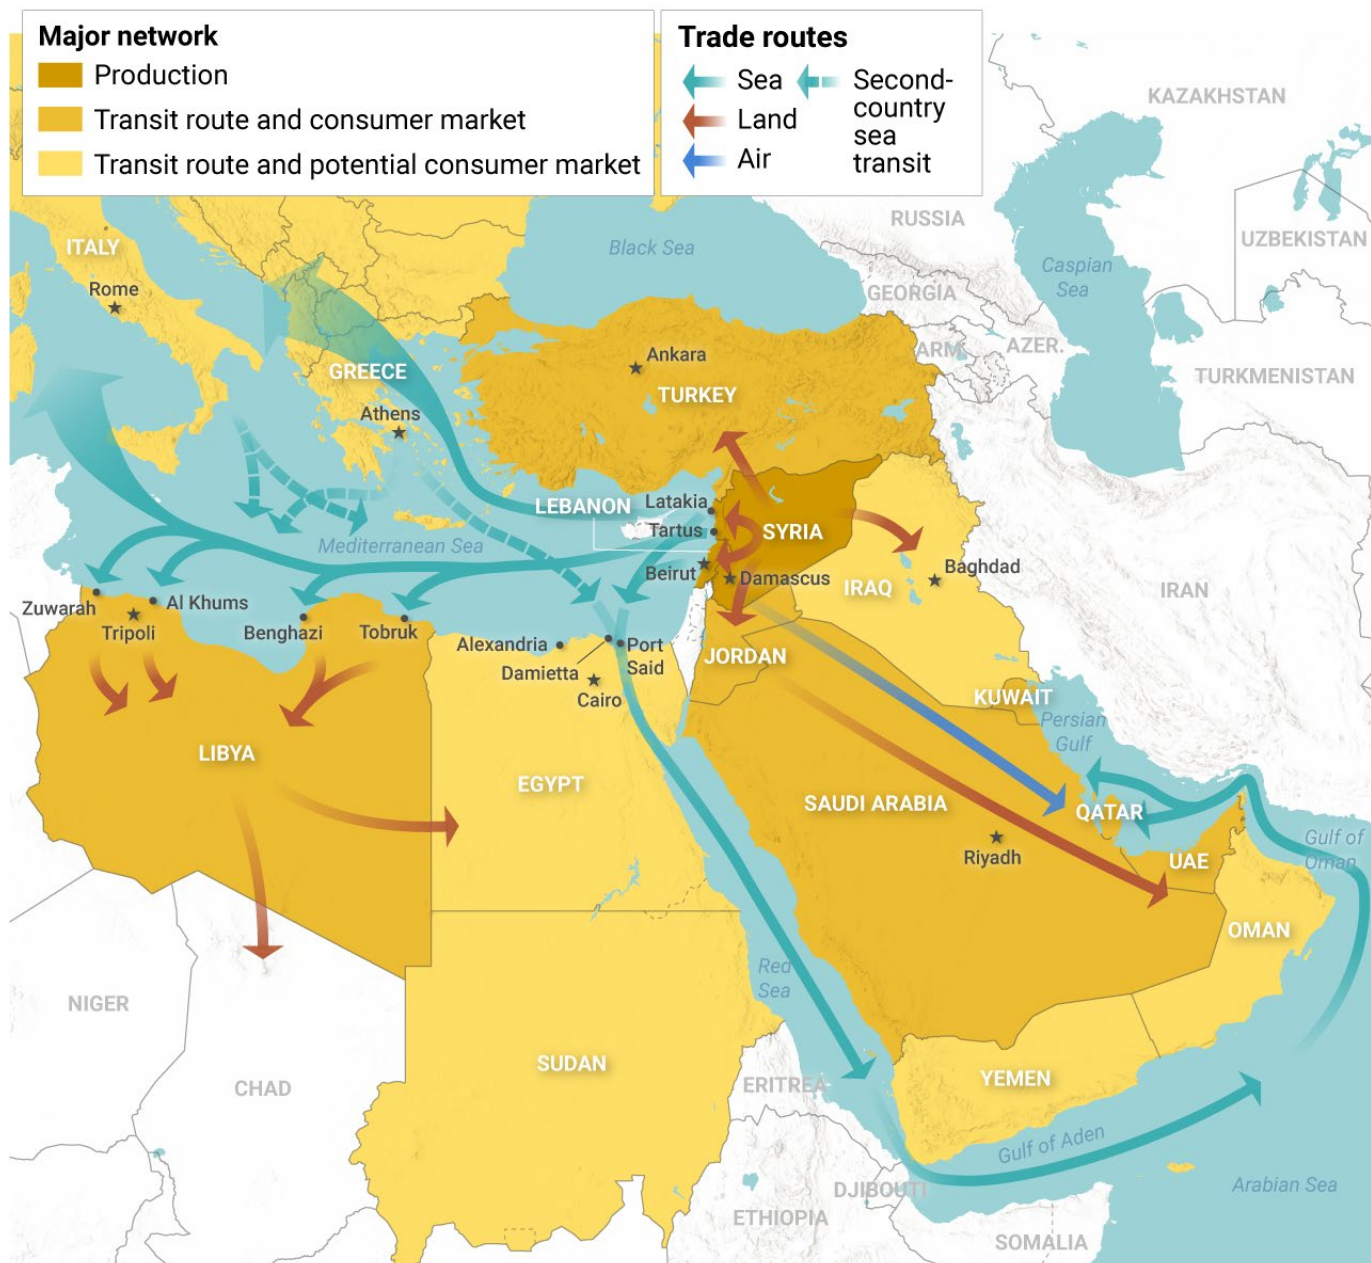 Major network
Production
Transit route and consumer market
Transit route and potential consumer market
Trade routes
Sea
Land
Air
Second-
country
sea
transit
KAZAKHSTAN
RUSSIA
UZBEKISTAN
ITALY
Black Sea
Caspian
Sea
Rome
GEORGIA
ARM.
AZER.
Ankara
GREECE
TURKMENISTAN
TURKEY
Athens
LEBANON
Latakia
Tartus
SYRIA
Mediterranean Sea
Beirut
Damascus
Baghdad
IRAQ
IRAN
Zuwarah
Al Khums
Tripoli
Benghazi
Tobruk
Alexandria
Port
Said
Damietta
Cairo
JORDAN
KUWAIT
Persian
Gulf
LIBYA
EGYPT
SAUDI ARABIA
QATAR
Riyadh
UAE
Gulf of
Oman
OMAN
Red
Sea
NIGER
CHAD
SUDAN
ERITREA
YEMEN
Gulf of Aden
DJIBOUTI
Arabian Sea
ETHIOPIA
SOMALIA